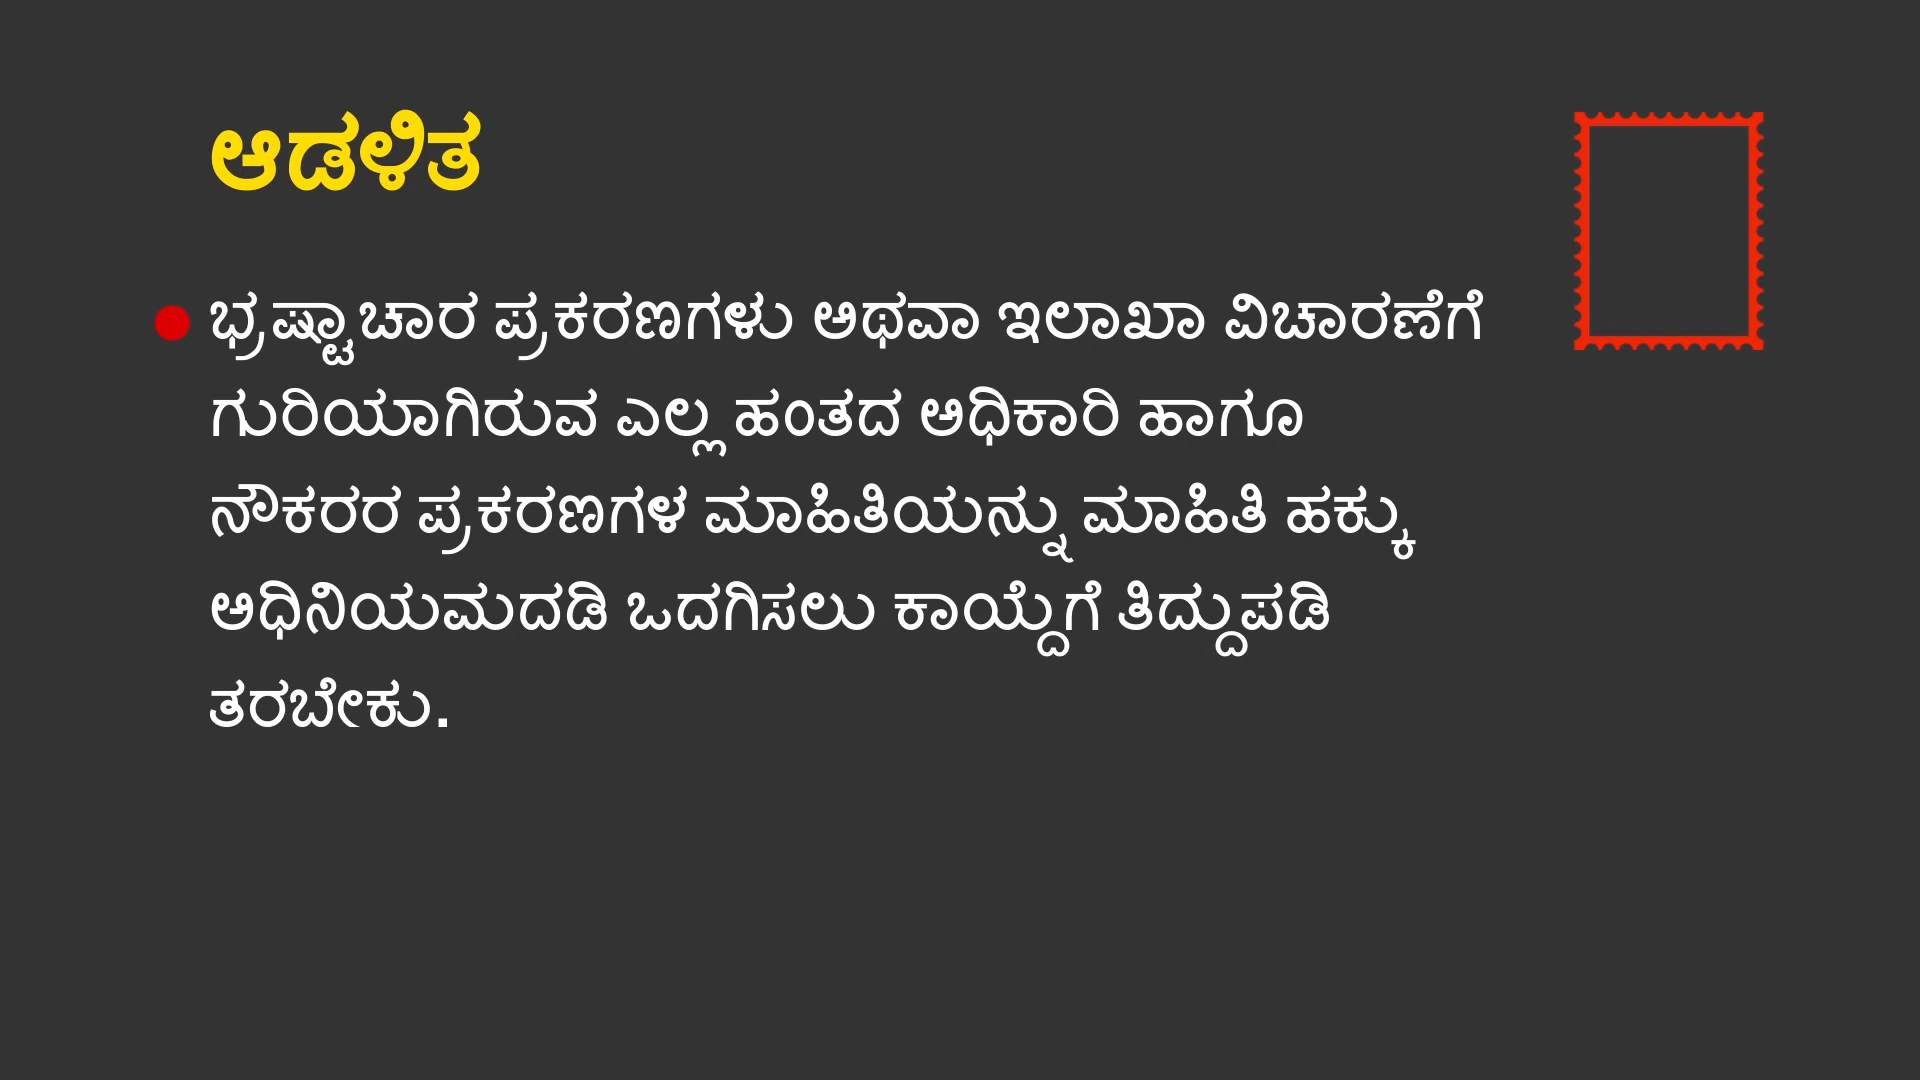 ಆಡಳಿತ
ಭ್ರಷ್ಟಾಚಾರ ಪ್ರಕರಣಗಳು ಅಥವಾ ಇಲಾಖಾ ವಿಚಾರಣೆಗೆ
ಗುರಿಯಾಗಿರುವ ಎಲ್ಲ ಹಂತದ ಅಧಿಕಾರಿ ಹಾಗೂ
ನೌಕರರ ಪ್ರಕರಣಗಳ ಮಾಹಿತಿಯನ್ನು ಮಾಹಿತಿ ಹಕ್ಕು
ಅಧಿನಿಯಮದಡಿ ಒದಗಿಸಲು ಕಾಯ್ದೆಗೆ ತಿದ್ದುಪಡಿ
ತರಬೇಕು.